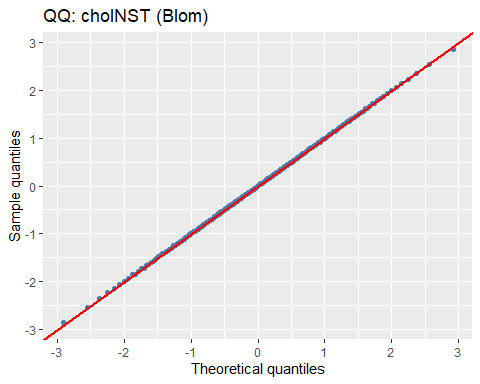 QQ: cholNST (Blom)
Sample quantiles
3
2
1
0
-1
-2
-3
-3 -2 -1 0 1 2 3
Theoretical quantiles